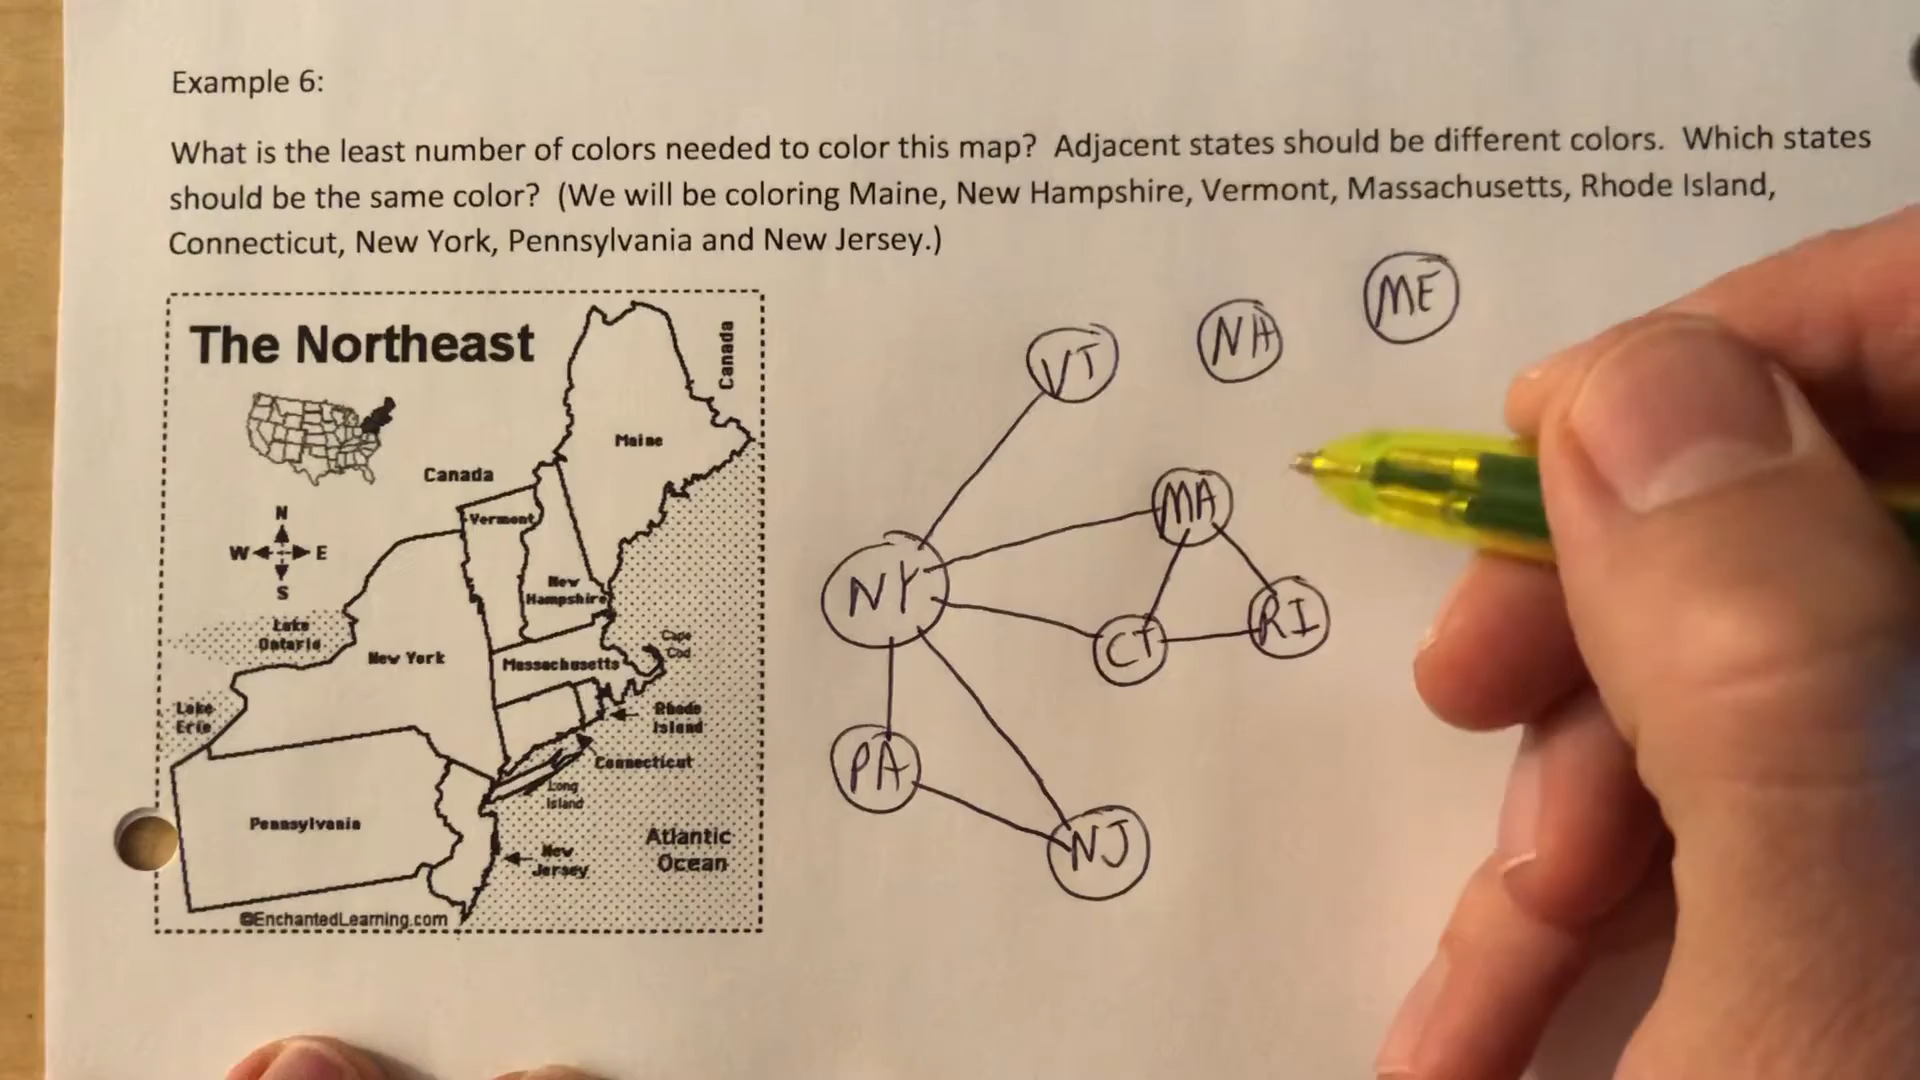 Example 6:
What is the least number of colors needed to color this map? Adjacent states should be different colors. Which states
should be the same color? (We will be coloring Maine, New Hampshire, Vermont, Massachusetts, Rhode Island,
Connecticut, New York, Pennsylvania and New Jersey.)
The Northeast
Canada
Maine
Canada
N
W E
S
Vermont
New
Hampshire
Lake
Ontario
New York
Massachusetts
Cape
Cod
Lake
Erie
Rhode
Island
Connecticut
Long
Island
Pennsylvania
New
Jersey
Atlantic
Ocean
©EnchantedLearning.com
ME
NH
VT
MA
NY
CT
RI
PA
NJ